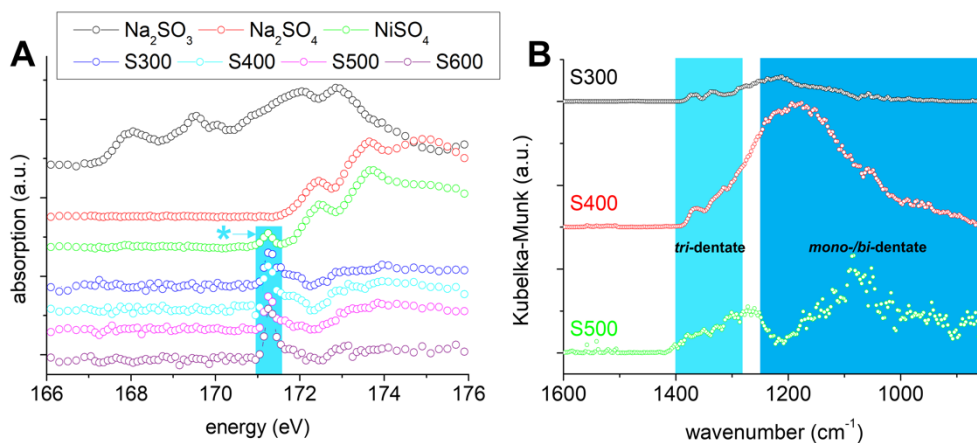 A
Na₂SO₃ Na₂SO₄ NiSO₄
S300 S400 S500 S600
*
absorption (a.u.)
166 168 170 172 174 176
energy (eV)
B
S300
S400
tri-dentate mono-/bi-dentate
S500
Kubelka-Munk (a.u.)
1600 1400 1200 1000
wavenumber (cm⁻¹)